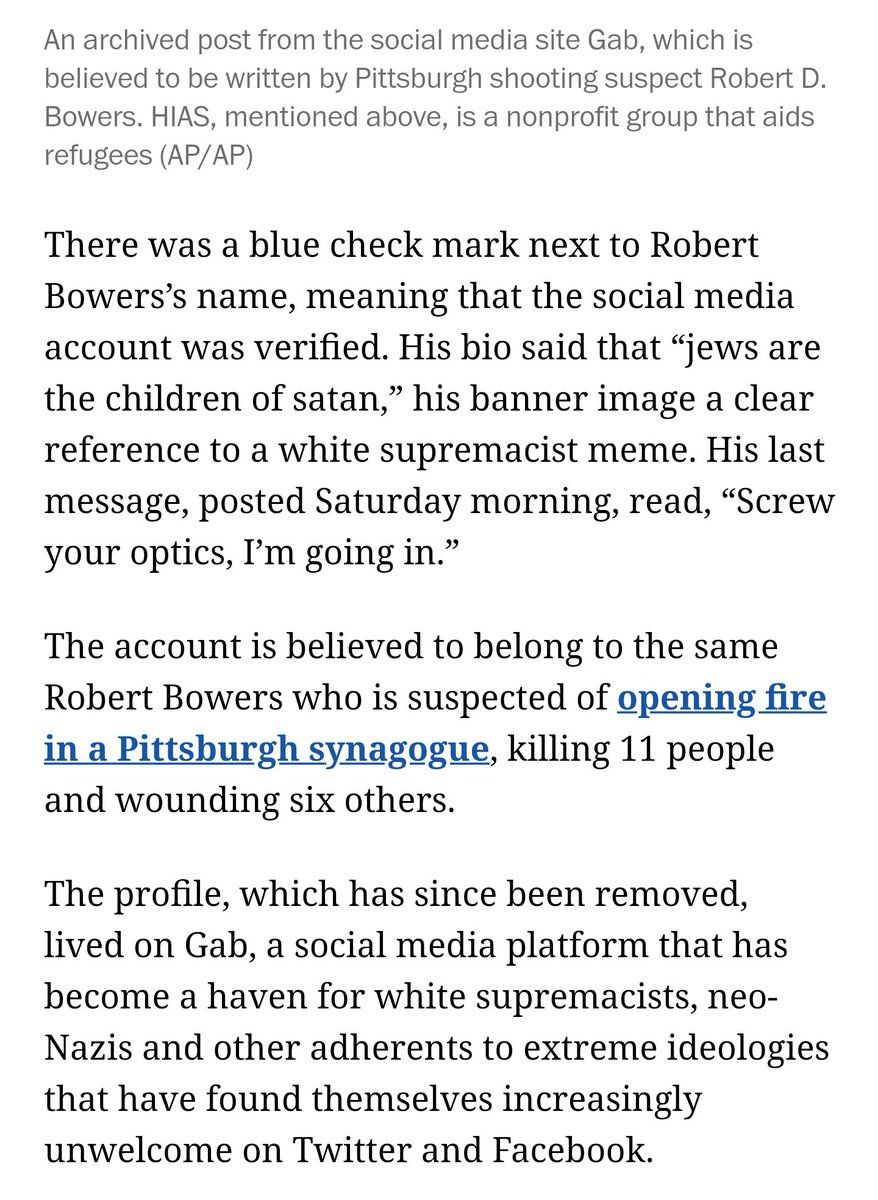 An archived post from the social media site Gab, which is
believed to be written by Pittsburgh shooting suspect Robert D.
Bowers. HIAS, mentioned above, is a nonprofit group that aids
refugees (AP/AP)
There was a blue check mark next to Robert
Bowers’s name, meaning that the social media
account was verified. His bio said that “jews are
the children of satan,” his banner image a clear
reference to a white supremacist meme. His last
message, posted Saturday morning, read, “Screw
your optics, I’m going in.”
The account is believed to belong to the same
Robert Bowers who is suspected of opening fire
in a Pittsburgh synagogue, killing 11 people
and wounding six others.
The profile, which has since been removed,
lived on Gab, a social media platform that has
become a haven for white supremacists, neo-
Nazis and other adherents to extreme ideologies
that have found themselves increasingly
unwelcome on Twitter and Facebook.